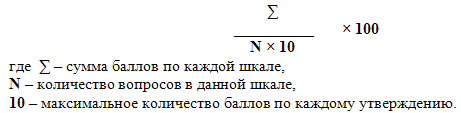 ∑
× 100
N × 10
где ∑ – сумма баллов по каждой шкале,
N – количество вопросов в данной шкале,
10 – максимальное количество баллов по каждому утверждению.